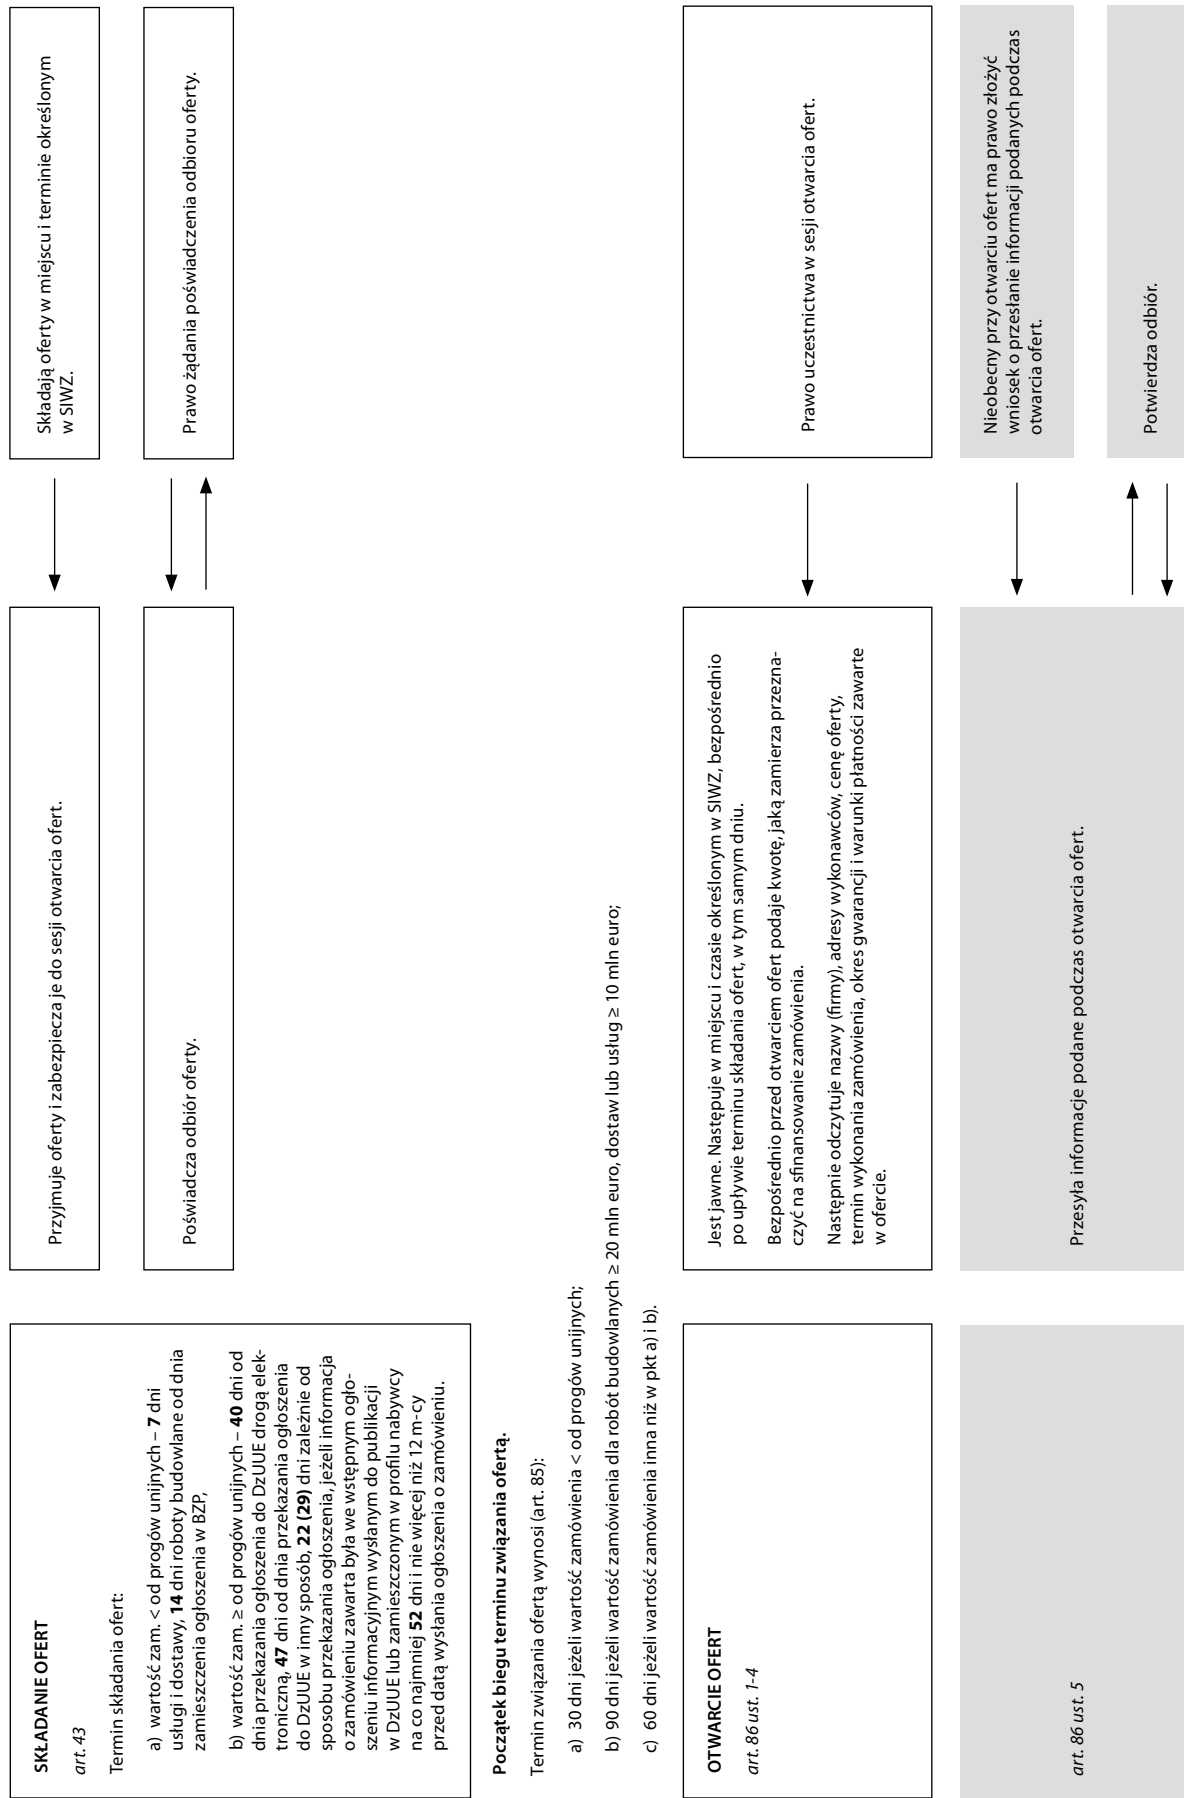 SKŁADANIE OFERT
art. 43
Termin składania ofert:
a) wartość zam. < od progów unijnych – 7 dni
usługi i dostawy, 14 dni roboty budowlane od dnia
zamieszczenia ogłoszenia w BZP,
b) wartość zam. ≥ od progów unijnych – 40 dni od
dnia przekazania ogłoszenia do DzUUE drogą elek-
troniczną, 47 dni od dnia przekazania ogłoszenia
do DzUUE w inny sposób, 22 (29) dni zależnie od
sposobu przekazania ogłoszenia, jeżeli informacja
o zamówieniu zawarta była we wstępnym ogło-
szeniu informacyjnym wysłanym do publikacji
w DzUUE lub zamieszczonym w profilu nabywcy
na co najmniej 52 dni i nie więcej niż 12 m-cy
przed datą wysłania ogłoszenia o zamówieniu.
Przyjmuje oferty i zabezpiecza je do sesji otwarcia ofert.
Składają oferty w miejscu i terminie określonym
w SIWZ.
Poświadcza odbiór oferty.
Prawo żądania poświadczenia odbioru oferty.
Początek biegu terminu związania ofertą.
Termin związania ofertą wynosi (art. 85):
a) 30 dni jeżeli wartość zamówienia < od progów unijnych;
b) 90 dni jeżeli wartość zamówienia dla robót budowlanych ≥ 20 mln euro, dostaw lub usług ≥ 10 mln euro;
c) 60 dni jeżeli wartość zamówienia inna niż w pkt a) i b).
OTWARCIE OFERT
art. 86 ust. 1-4
Jest jawne. Następuje w miejscu i czasie określonym w SIWZ, bezpośrednio
po upływie terminu składania ofert, w tym samym dniu.
Bezpośrednio przed otwarciem ofert podaje kwotę, jaką zamierza przezna-
czyć na sfinansowanie zamówienia.
Następnie odczytuje nazwy (firmy), adresy wykonawców, cenę oferty,
termin wykonania zamówienia, okres gwarancji i warunki płatności zawarte
w ofercie.
Prawo uczestnictwa w sesji otwarcia ofert.
art. 86 ust. 5
Przesyła informacje podane podczas otwarcia ofert.
Nieobecny przy otwarciu ofert ma prawo złożyć
wniosek o przesłanie informacji podanych podczas
otwarcia ofert.
Potwierdza odbiór.